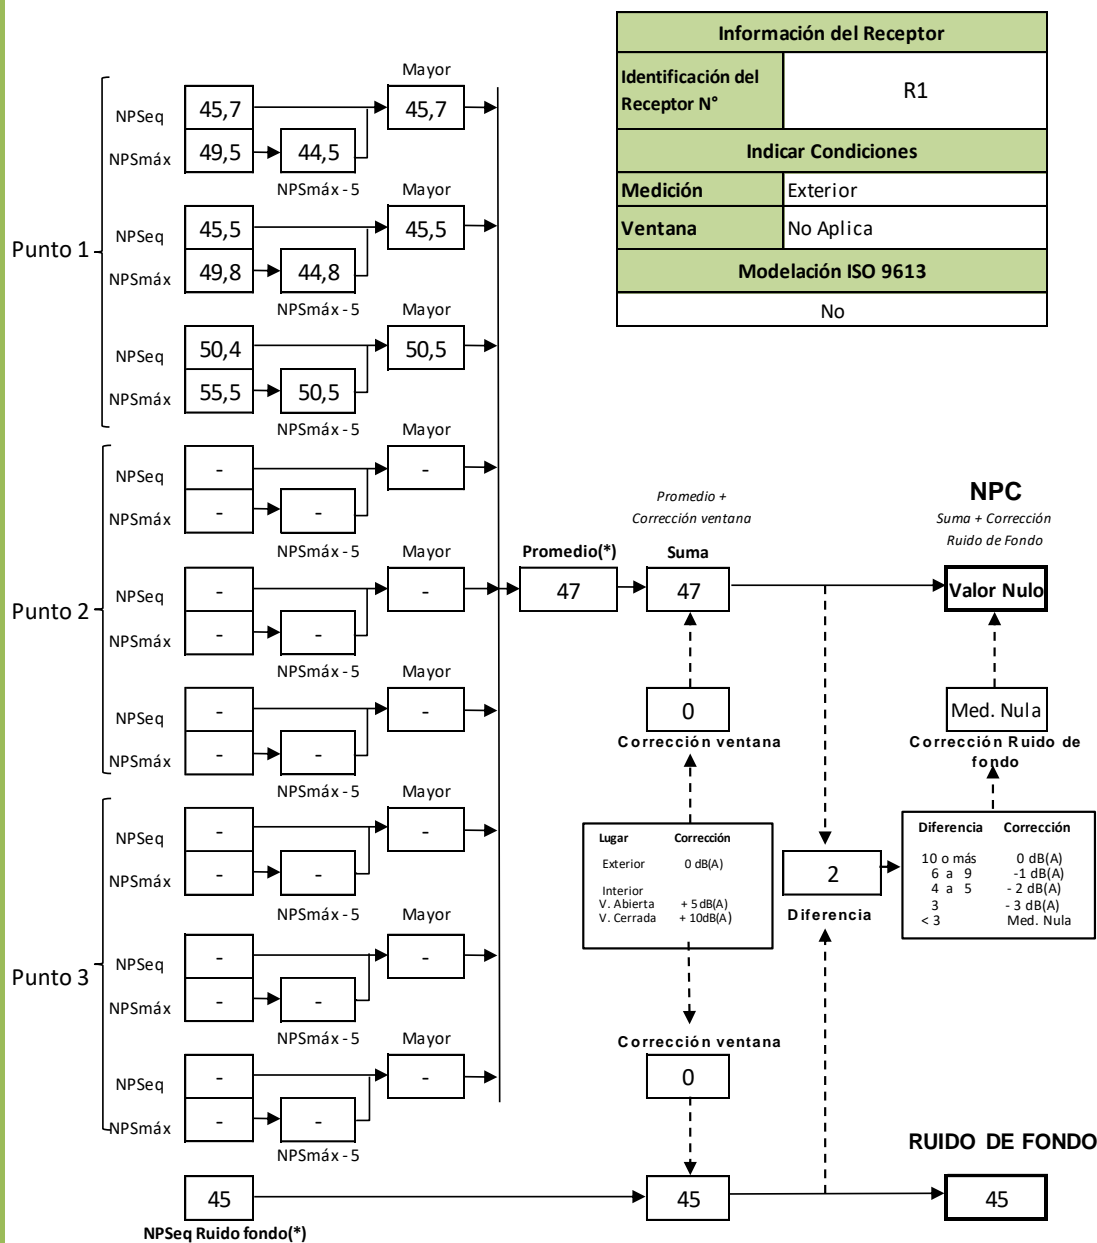 Información del Receptor
Identificación del Receptor N°
R1
Indicar Condiciones
Medición Exterior
Ventana No Aplica
Modelación ISO 9613
No
Punto 1
Mayor
NPSeq 45,7 45,7
NPSmáx 49,5 44,5
NPSmáx - 5
Mayor
NPSeq 45,5 45,5
NPSmáx 49,8 44,8
NPSmáx - 5
Mayor
NPSeq 50,4 50,5
NPSmáx 55,5 50,5
NPSmáx - 5
Punto 2
Mayor
NPSeq - -
NPSmáx - -
NPSmáx - 5
Mayor
NPSeq - -
NPSmáx - -
NPSmáx - 5
Mayor
NPSeq - -
NPSmáx - -
NPSmáx - 5
Punto 3
Mayor
NPSeq - -
NPSmáx - -
NPSmáx - 5
Mayor
NPSeq - -
NPSmáx - -
NPSmáx - 5
Mayor
NPSeq - -
NPSmáx - -
NPSmáx - 5
Promedio(*)
47
Promedio +
Corrección ventana
Suma
47
NPC
Suma + Corrección
Ruido de Fondo
Valor Nulo
0
Corrección ventana
Med. Nula
Corrección Ruido de
fondo
Lugar Corrección
Exterior 0 dB(A)
Interior
V. Abierta + 5 dB(A)
V. Cerrada + 10dB(A)
2
Diferencia
Diferencia Corrección
10 o más 0 dB(A)
6 a 9 -1 dB(A)
4 a 5 - 2 dB(A)
3 - 3 dB(A)
< 3 Med. Nula
Corrección ventana
0
RUIDO DE FONDO
45 45 45
NPSeq Ruido fondo(*)